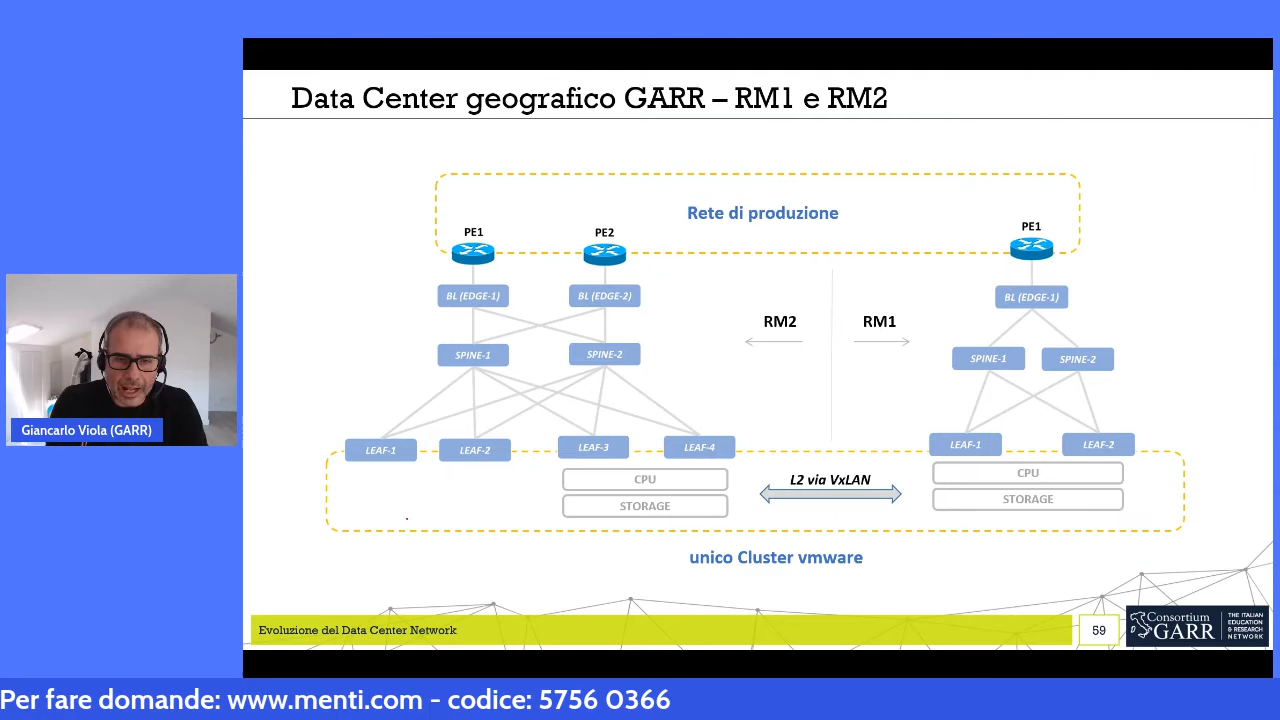 Data Center geografico GARR – RM1 e RM2
Rete di produzione
PE1
PE2
PE1
BL (EDGE-1)
BL (EDGE-2)
BL (EDGE-1)
RM2
RM1
SPINE-1
SPINE-2
SPINE-1
SPINE-2
LEAF-1
LEAF-2
LEAF-3
LEAF-4
LEAF-1
LEAF-2
CPU
STORAGE
L2 via VxLAN
CPU
STORAGE
unico Cluster vmware
Giancarlo Viola (GARR)
Evoluzione del Data Center Network
59
Consortium
GARR
THE ITALIAN
EDUCATION
& RESEARCH
NETWORK
Per fare domande: www.menti.com - codice: 5756 0366